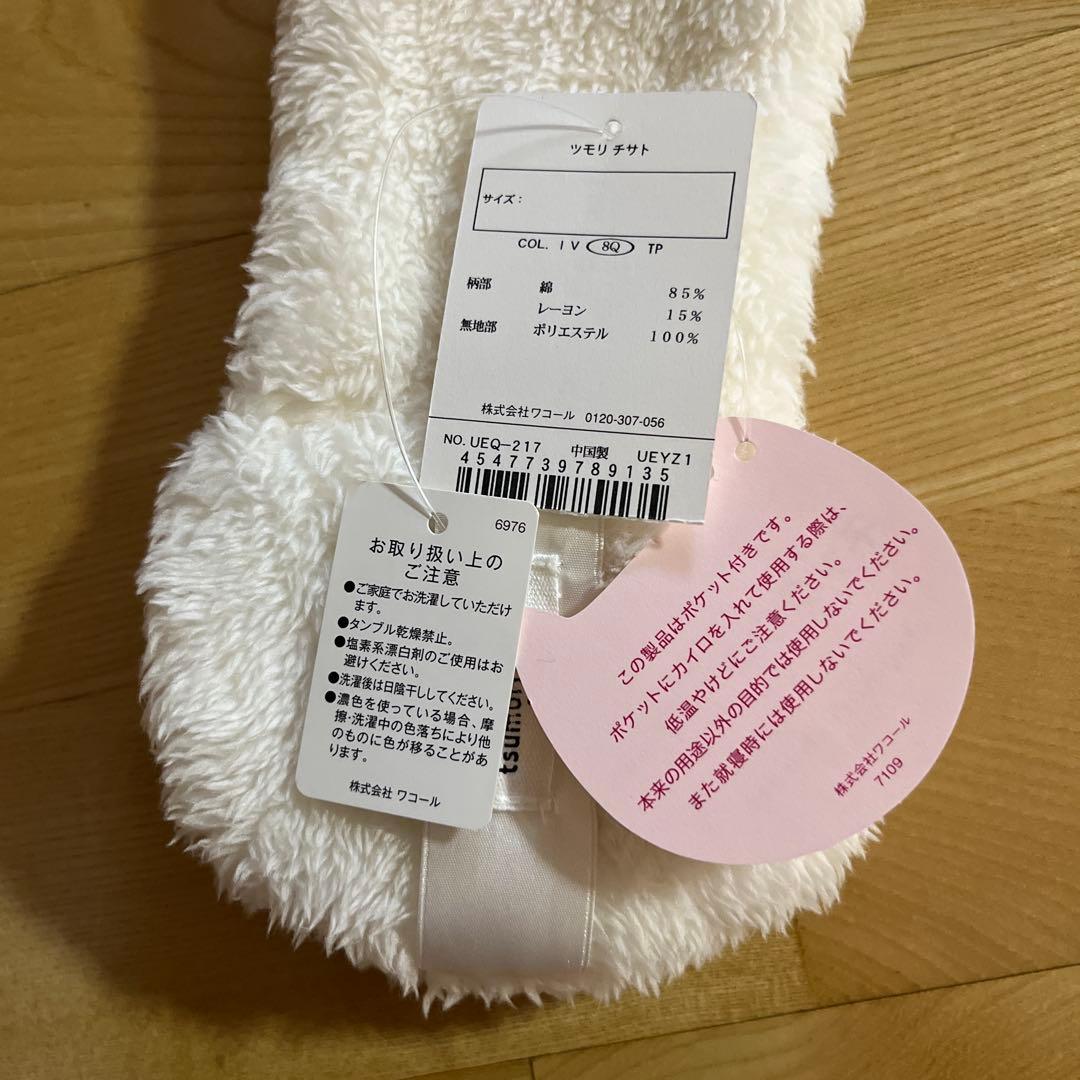 ツモリ チサト
サイズ：
COL. IV 8Q TP
柄部 綿 85%
レーヨン 15%
無地部 ポリエステル 100%
株式会社ワコール 0120-307-056
NO. UEQ-217 中国製 UEYZ1
4547739789135
6976
お取り扱い上の
ご注意
●ご家庭でお洗濯していただけ
ます。
●タンブル乾燥禁止。
●塩素系漂白剤のご使用はお
避けください。
●洗濯後は日陰干ししてください。
●濃色を使っている場合、摩
擦・洗濯中の色落ちにより他
のものに色が移ることがあ
ります。
株式会社 ワコール
この製品はポケット付きです。
ポケットにカイロを入れて使用する際は、
低温やけどにご注意ください。
本来の用途以外の目的では使用しないでください。
また就寝時には使用しないでください。
株式会社ワコール
7109
tsumori